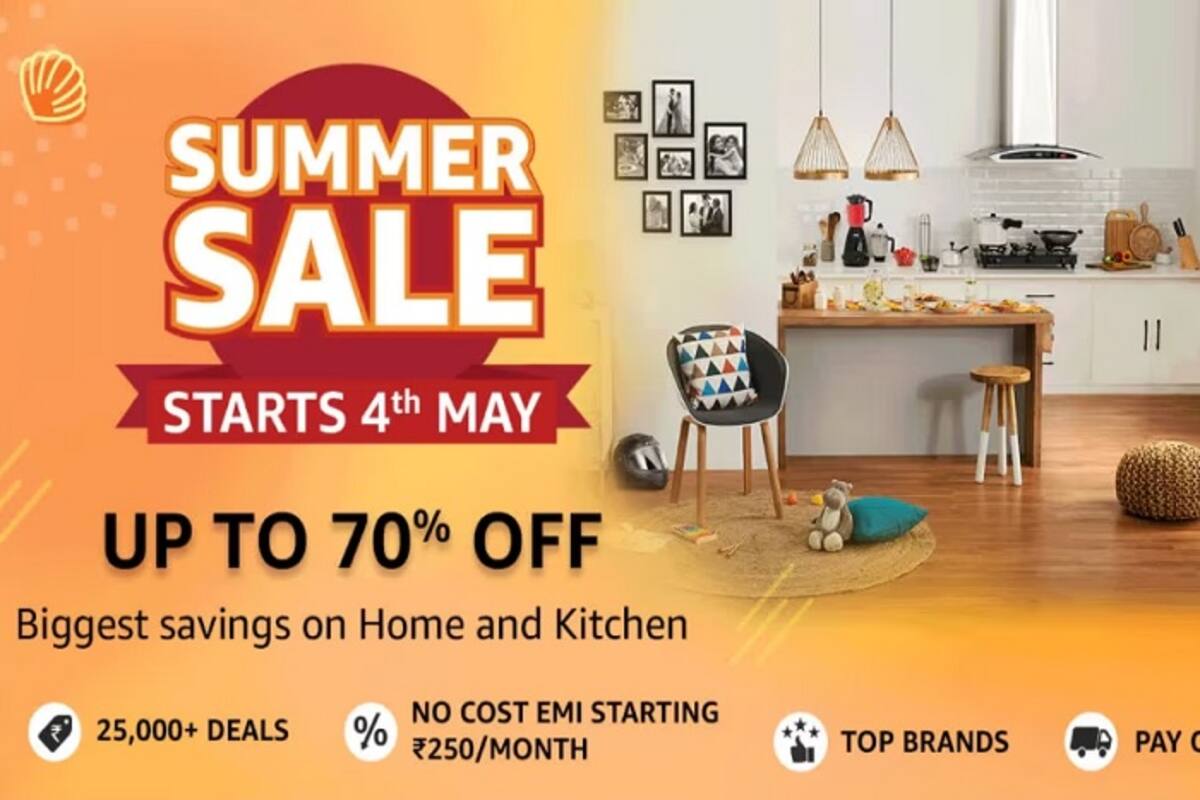 SUMMER
SALE
STARTS 4th MAY
UP TO 70% OFF
Biggest savings on Home and Kitchen
25,000+ DEALS
NO COST EMI STARTING
₹250/MONTH
TOP BRANDS
PAY